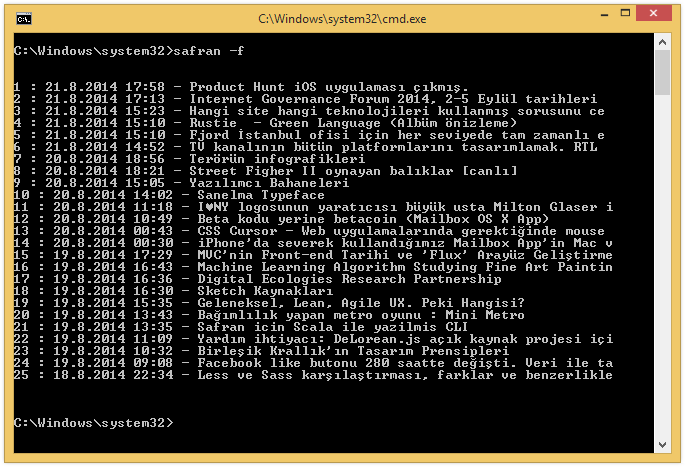 C:\Windows\system32\cmd.exe
C:\Windows\system32>safran -f
1 : 21.8.2014 17:58 - Product Hunt iOS uygulaması çıkmış.
2 : 21.8.2014 17:13 - Internet Governance Forum 2014, 2-5 Eylül tarihleri
3 : 21.8.2014 15:23 - Hangi site hangi teknolojileri kullanmış sorusunu ce
4 : 21.8.2014 15:10 - Rustie  - Green Language (Albüm önizleme)
5 : 21.8.2014 15:10 - Fjord İstanbul ofisi için her seviyede tam zamanlı e
6 : 21.8.2014 14:52 - TV kanalının bütün platformlarını tasarımlamak. RTL
7 : 20.8.2014 18:56 - Terörün infografikleri
8 : 20.8.2014 18:21 - Street Figher II oynayan balıklar [canlı]
9 : 20.8.2014 15:05 - Yazılımcı Bahaneleri
10 : 20.8.2014 14:02 - Sanelma Typeface
11 : 20.8.2014 11:18 - I♥NY logosunun yaratıcısı büyük usta Milton Glaser i
12 : 20.8.2014 10:49 - Beta kodu yerine betacoin (Mailbox OS X App)
13 : 20.8.2014 00:43 - CSS Cursor - Web uygulamalarında gerektiğinde mouse
14 : 20.8.2014 00:30 - iPhone'da severek kullandığımız Mailbox App'in Mac v
15 : 19.8.2014 17:29 - MVC'nin Front-end Tarihi ve 'Flux' Arayüz Geliştirme
16 : 19.8.2014 16:43 - Machine Learning Algorithm Studying Fine Art Paintin
17 : 19.8.2014 16:36 - Digital Ecologies Research Partnership
18 : 19.8.2014 16:30 - Sketch Kaynakları
19 : 19.8.2014 15:35 - Geleneksel, Lean, Agile UX. Peki Hangisi?
20 : 19.8.2014 13:43 - Bağımlılık yapan metro oyunu : Mini Metro
21 : 19.8.2014 13:35 - Safran icin Scala ile yazilmis CLI
22 : 19.8.2014 11:09 - Yardım ihtiyacı: DeLorean.js açık kaynak projesi içi
23 : 19.8.2014 10:32 - Birleşik Krallık'ın Tasarım Prensipleri
24 : 19.8.2014 09:08 - Facebook like butonu 280 saatte değişti. Veri ile ta
25 : 18.8.2014 22:34 - Less ve Sass karşılaştırması, farklar ve benzerlikle
C:\Windows\system32>